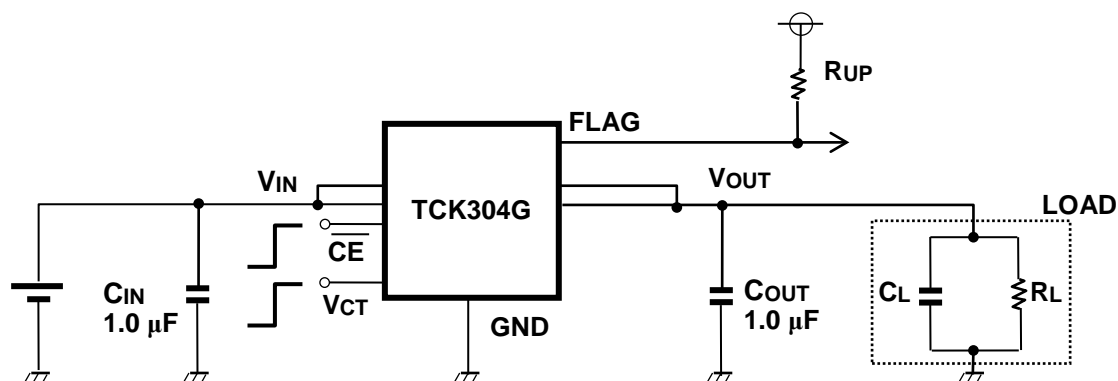 RUP
FLAG
VIN
VOUT
TCK304G
LOAD
CE
CIN
1.0 μF
VCT
COUT
1.0 μF
CL
RL
GND